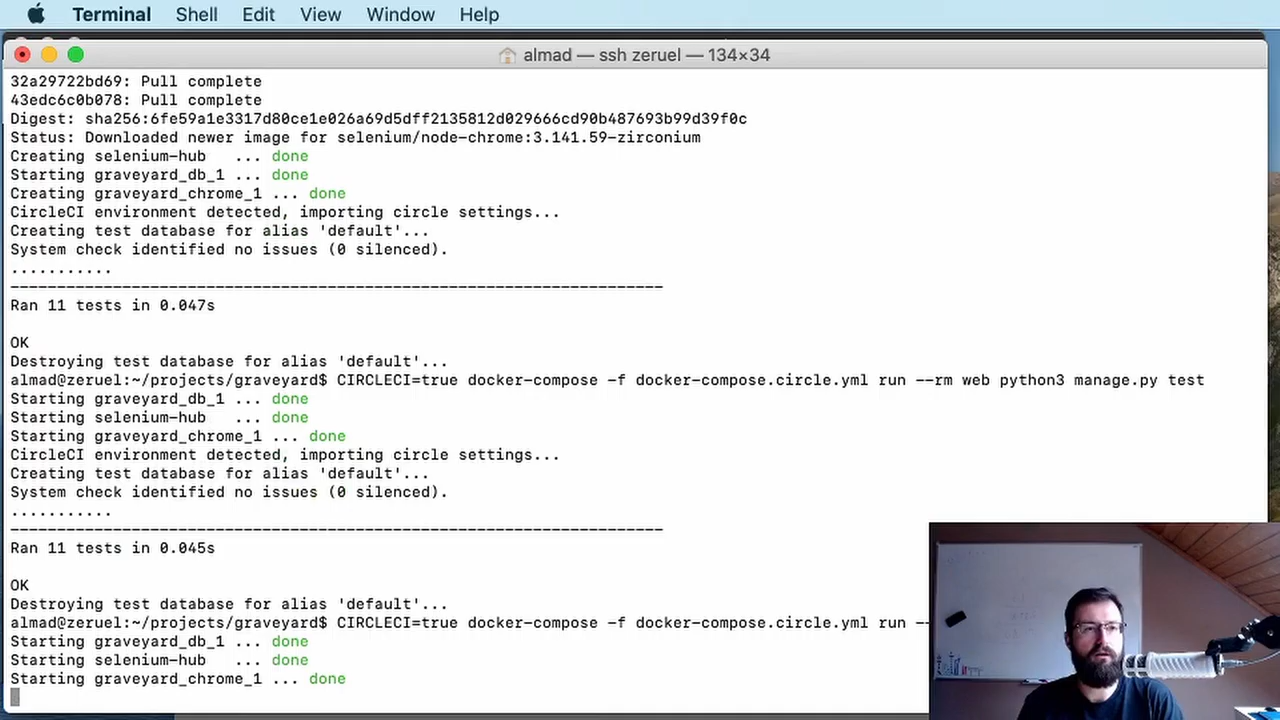 Terminal Shell Edit View Window Help
almad — ssh zeruel — 134×34
32a29722bd69: Pull complete
43edc6c0b078: Pull complete
Digest: sha256:6fe59a1e3317d80ce1e026a69d5dff2135812d029666cd90b487693b99d39f0c
Status: Downloaded newer image for selenium/node-chrome:3.141.59-zirconium
Creating selenium-hub   ... done
Starting graveyard_db_1 ... done
Creating graveyard_chrome_1 ... done
CircleCI environment detected, importing circle settings...
Creating test database for alias 'default'...
System check identified no issues (0 silenced).
...........
----------------------------------------------------------------------
Ran 11 tests in 0.047s
OK
Destroying test database for alias 'default'...
almad@zeruel:~/projects/graveyard$ CIRCLECI=true docker-compose -f docker-compose.circle.yml run --rm web python3 manage.py test
Starting graveyard_db_1 ... done
Starting selenium-hub   ... done
Starting graveyard_chrome_1 ... done
CircleCI environment detected, importing circle settings...
Creating test database for alias 'default'...
System check identified no issues (0 silenced).
...........
----------------------------------------------------------------------
Ran 11 tests in 0.045s
OK
Destroying test database for alias 'default'...
almad@zeruel:~/projects/graveyard$ CIRCLECI=true docker-compose -f docker-compose.circle.yml run --
Starting graveyard_db_1 ... done
Starting selenium-hub   ... done
Starting graveyard_chrome_1 ... done